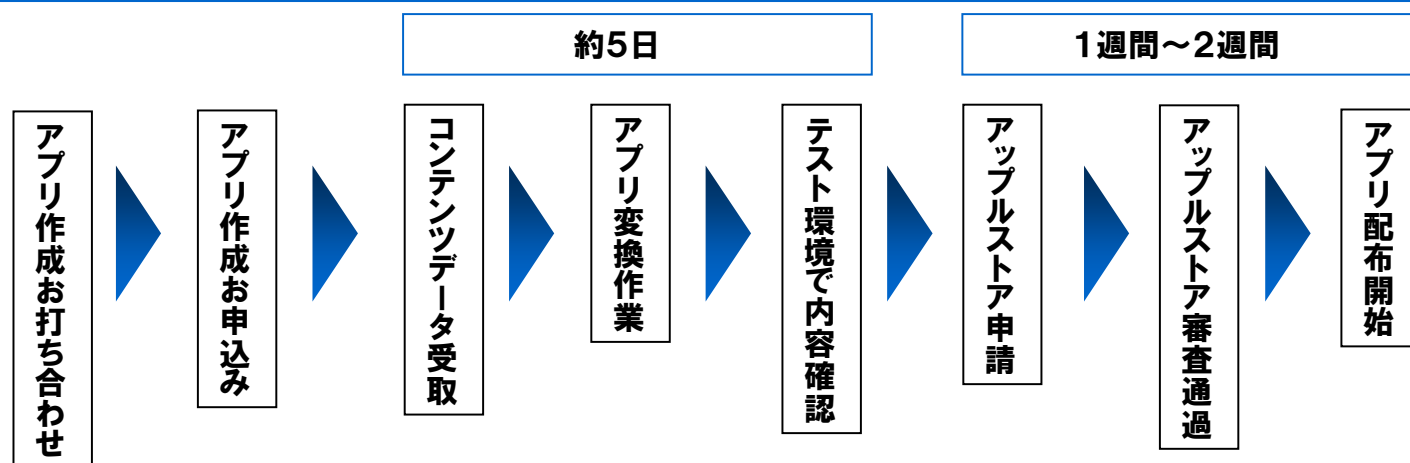 約5日
1週間～2週間
アプリ作成お打ち合わせ
アプリ作成お申込み
コンテンツデータ受取
アプリ変換作業
テスト環境で内容確認
アップルストア申請
アップルストア審査通過
アプリ配布開始